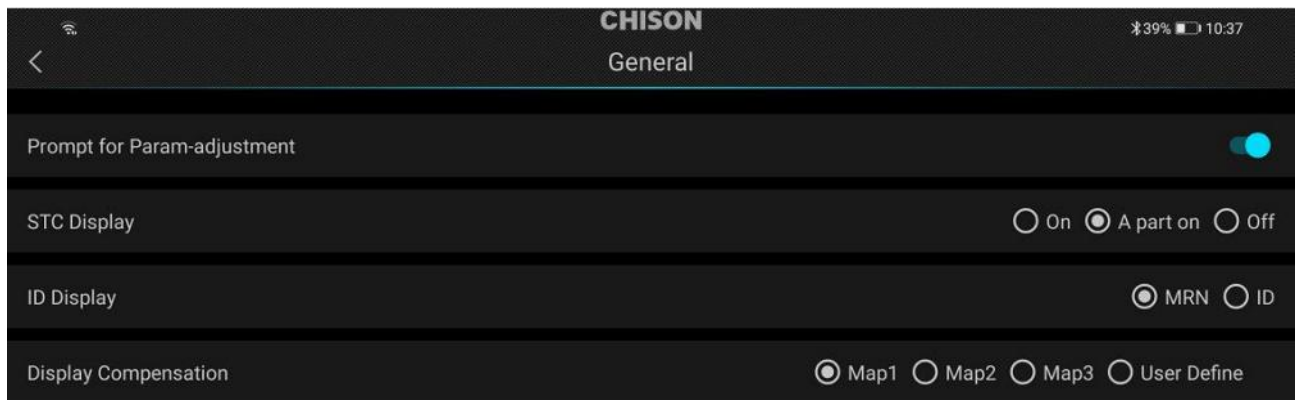 CHISON
39% 10:37
General
Prompt for Param-adjustment
STC Display On A part on Off
ID Display MRN ID
Display Compensation Map1 Map2 Map3 User Define